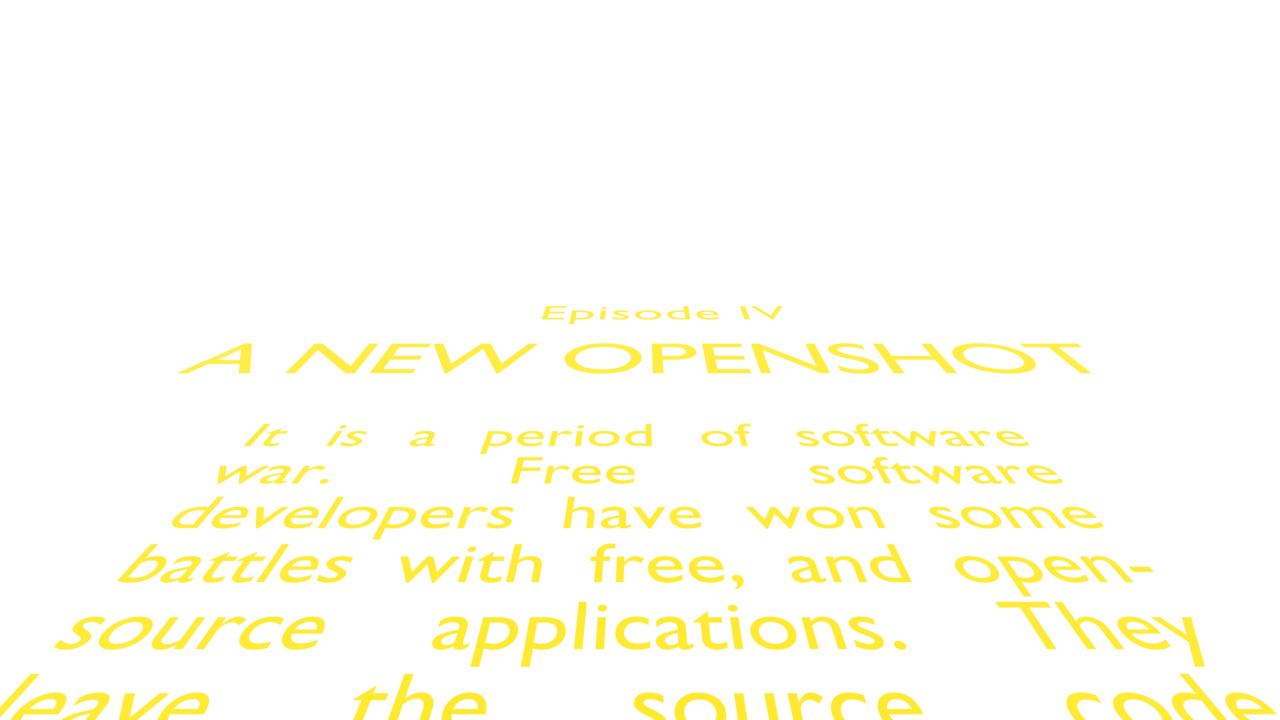 Episode IV
A NEW OPENSHOT
It is a period of software
war. Free software
developers have won some
battles with free, and open-
source applications. They
leave the source code